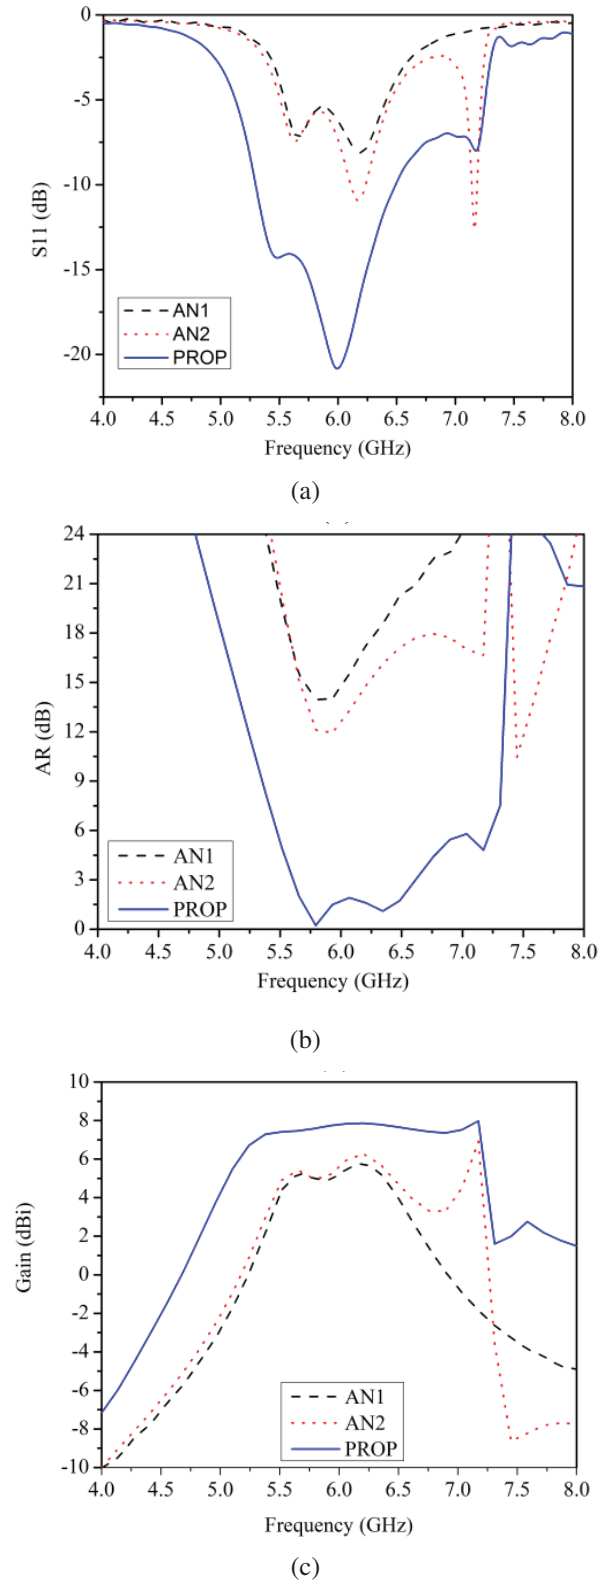 0
-5
-10
-15
-20
S11 (dB)
AN1
AN2
PROP
4.0 4.5 5.0 5.5 6.0 6.5 7.0 7.5 8.0
Frequency (GHz)
(a)
24
21
18
15
12
9
6
3
0
AR (dB)
AN1
AN2
PROP
4.0 4.5 5.0 5.5 6.0 6.5 7.0 7.5 8.0
Frequency (GHz)
(b)
10
8
6
4
2
0
-2
-4
-6
-8
-10
Gain (dBi)
AN1
AN2
PROP
4.0 4.5 5.0 5.5 6.0 6.5 7.0 7.5 8.0
Frequency (GHz)
(c)